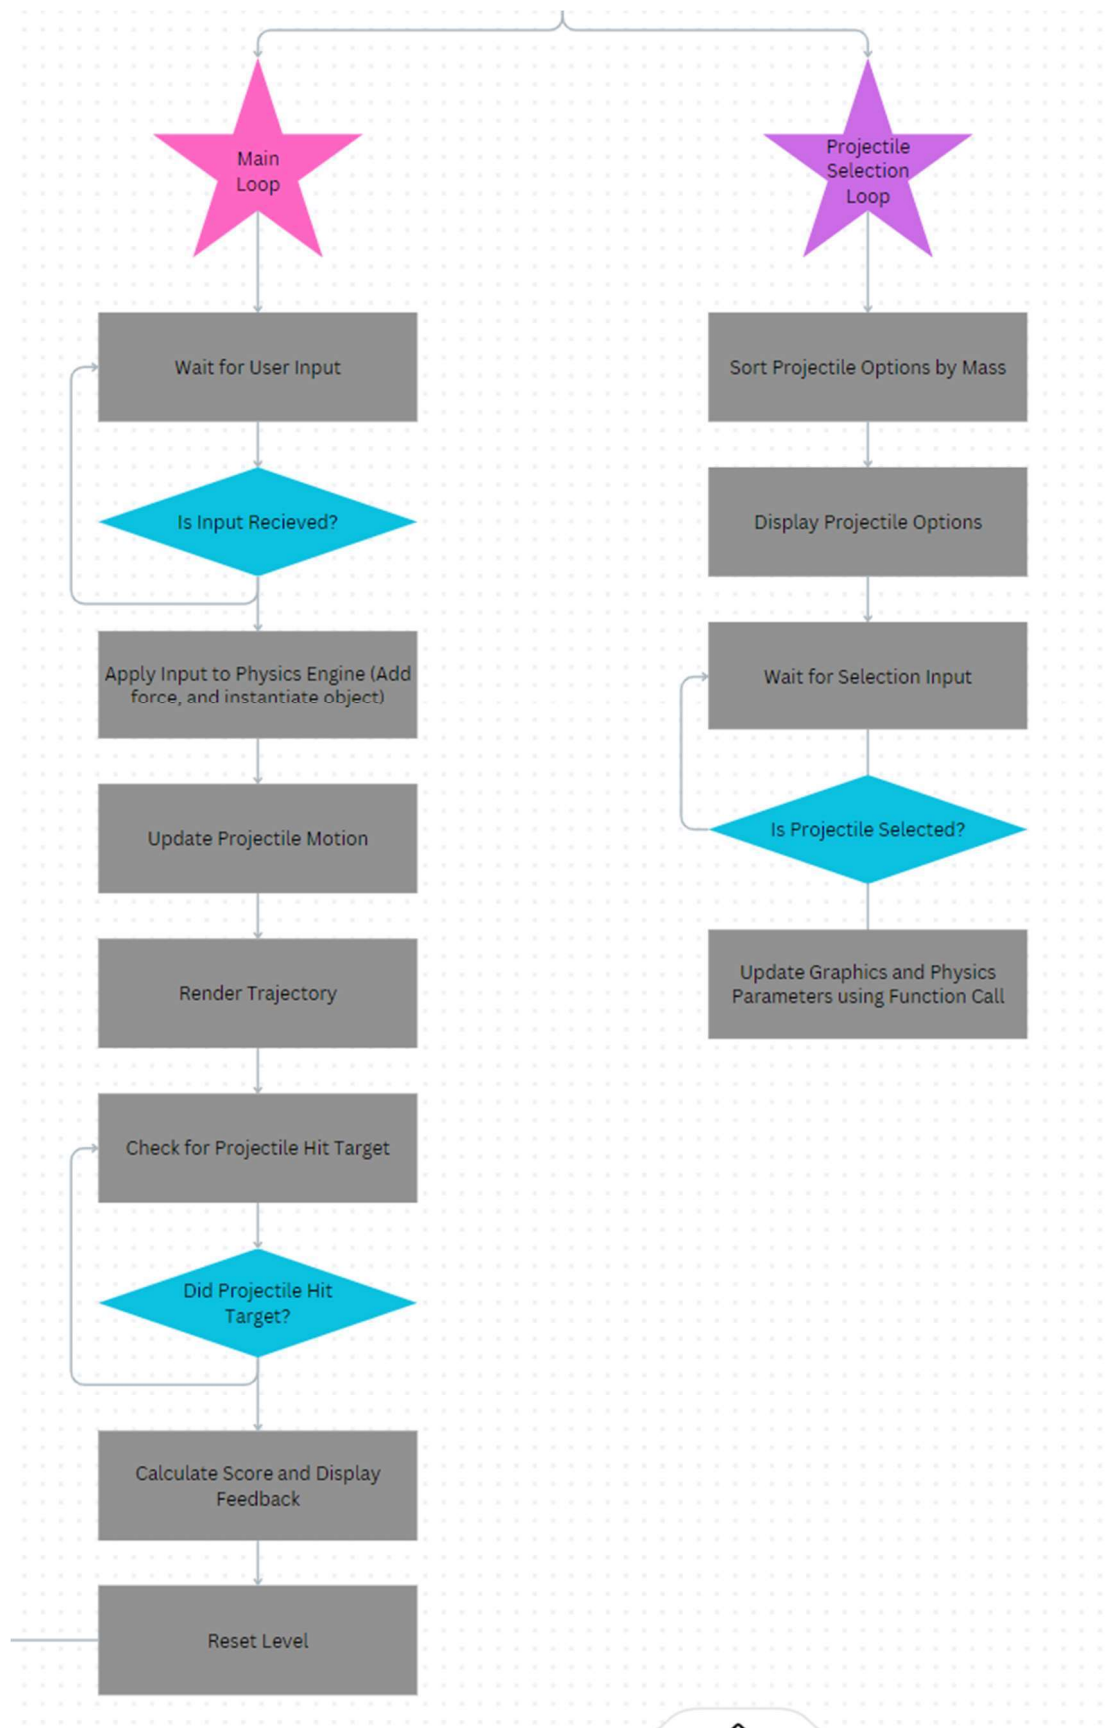 Main
Loop
Wait for User Input
Is Input Recieved?
Apply Input to Physics Engine (Add
force, and instantiate object)
Update Projectile Motion
Render Trajectory
Check for Projectile Hit Target
Did Projectile Hit
Target?
Calculate Score and Display
Feedback
Reset Level
Projectile
Selection
Loop
Sort Projectile Options by Mass
Display Projectile Options
Wait for Selection Input
Is Projectile Selected?
Update Graphics and Physics
Parameters using Function Call